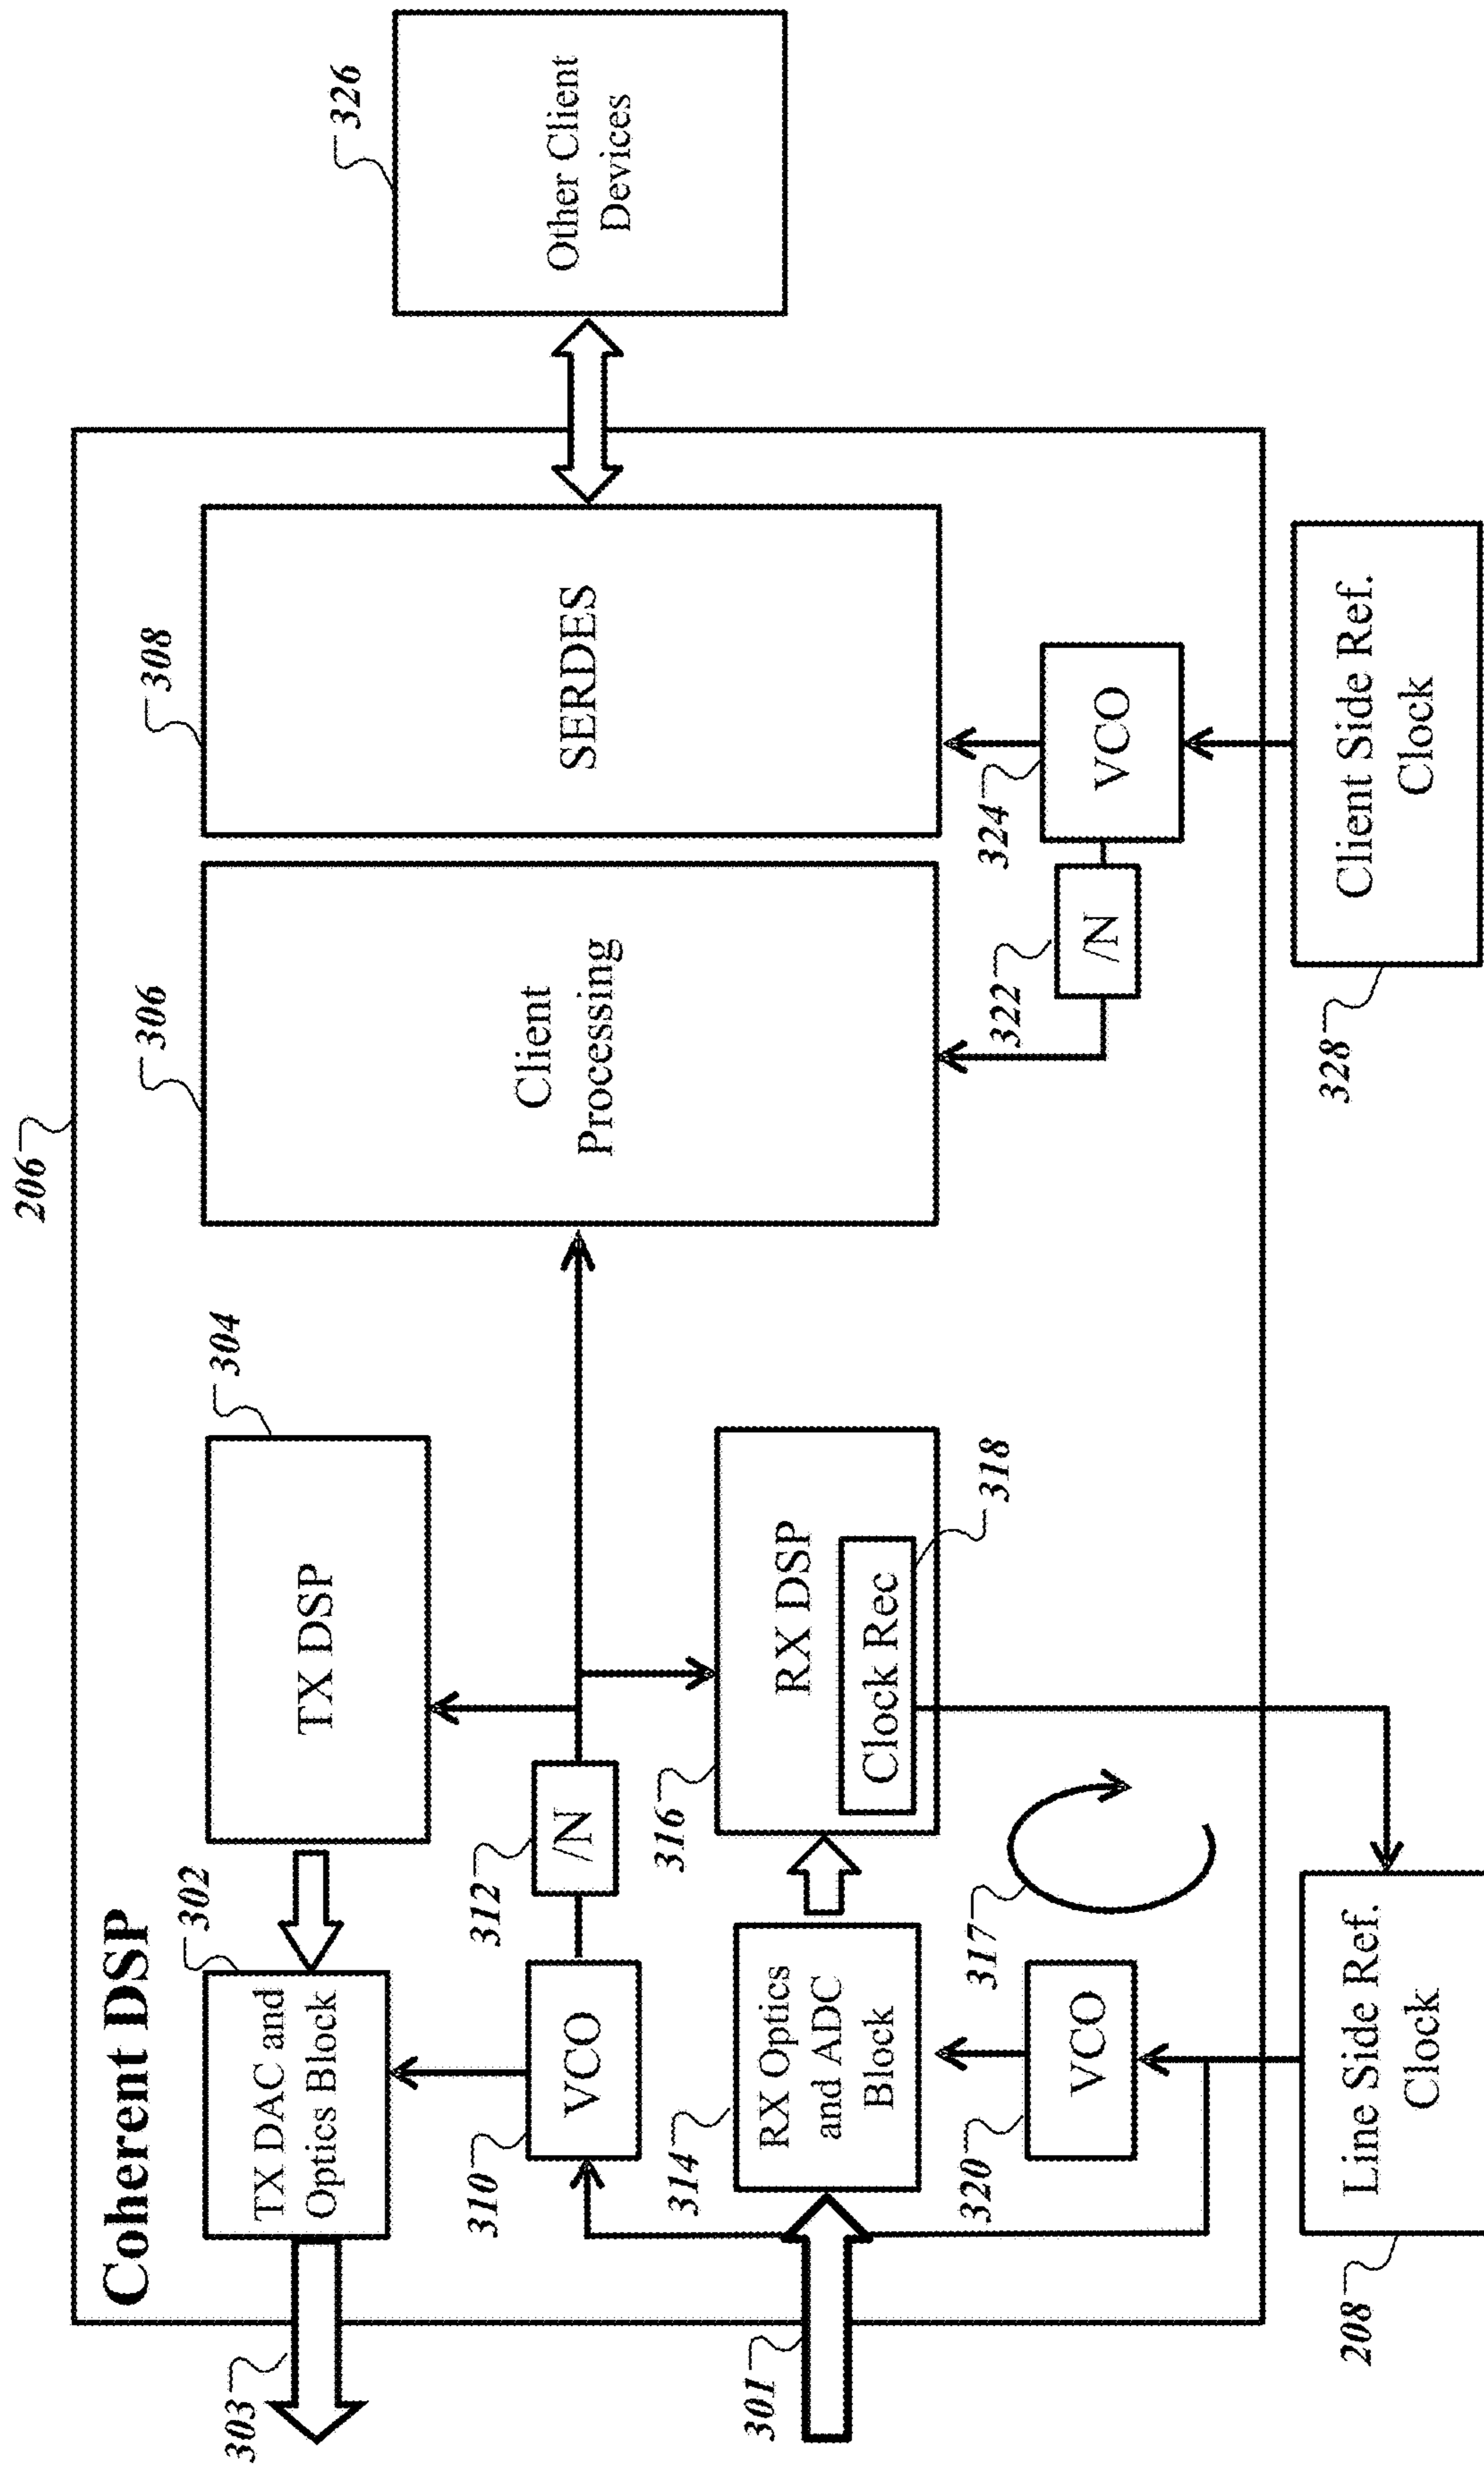 206
Coherent DSP
303
302
TX DAC and
Optics Block
304
TX DSP
306
Client
Processing
308
SERDES
326
Other Client
Devices
310
VCO
312
/N
301
314
RX Optics
and ADC
Block
316
RX DSP
Clock Rec
318
317
320
VCO
322
/N
324
VCO
208
Line Side Ref.
Clock
328
Client Side Ref.
Clock